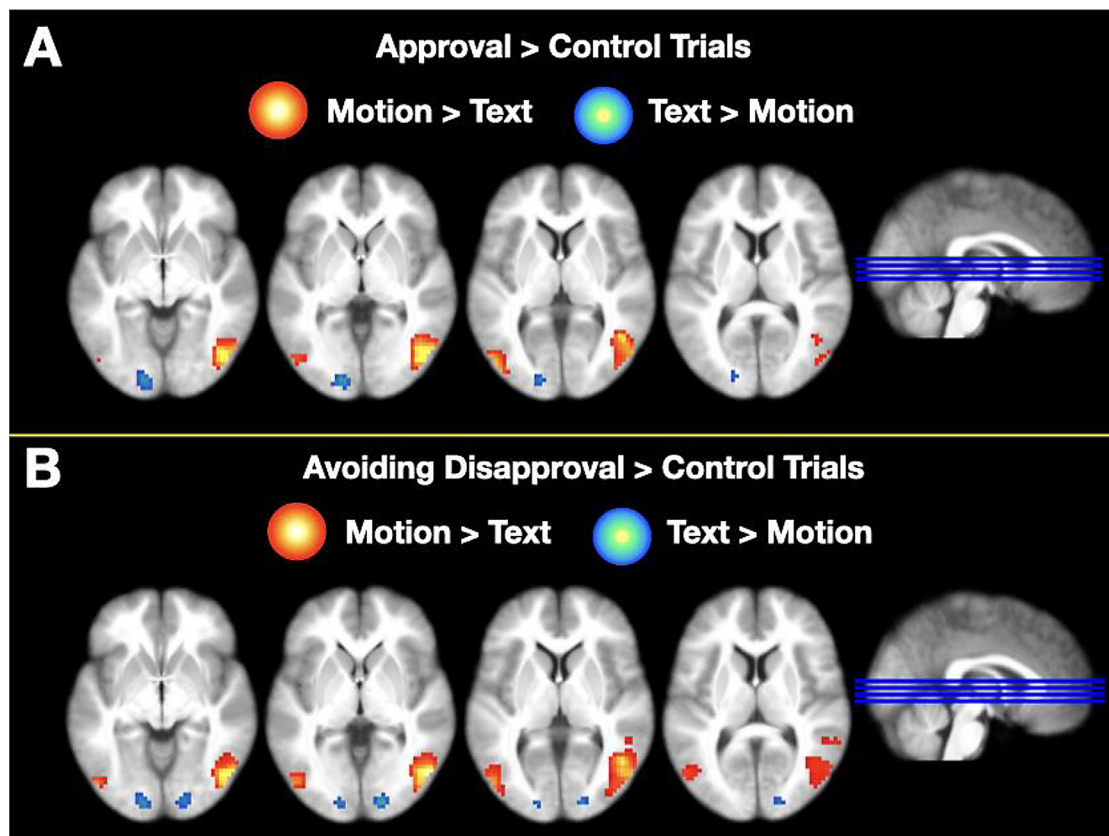 A
Approval > Control Trials
Motion > Text
Text > Motion
B
Avoiding Disapproval > Control Trials
Motion > Text
Text > Motion